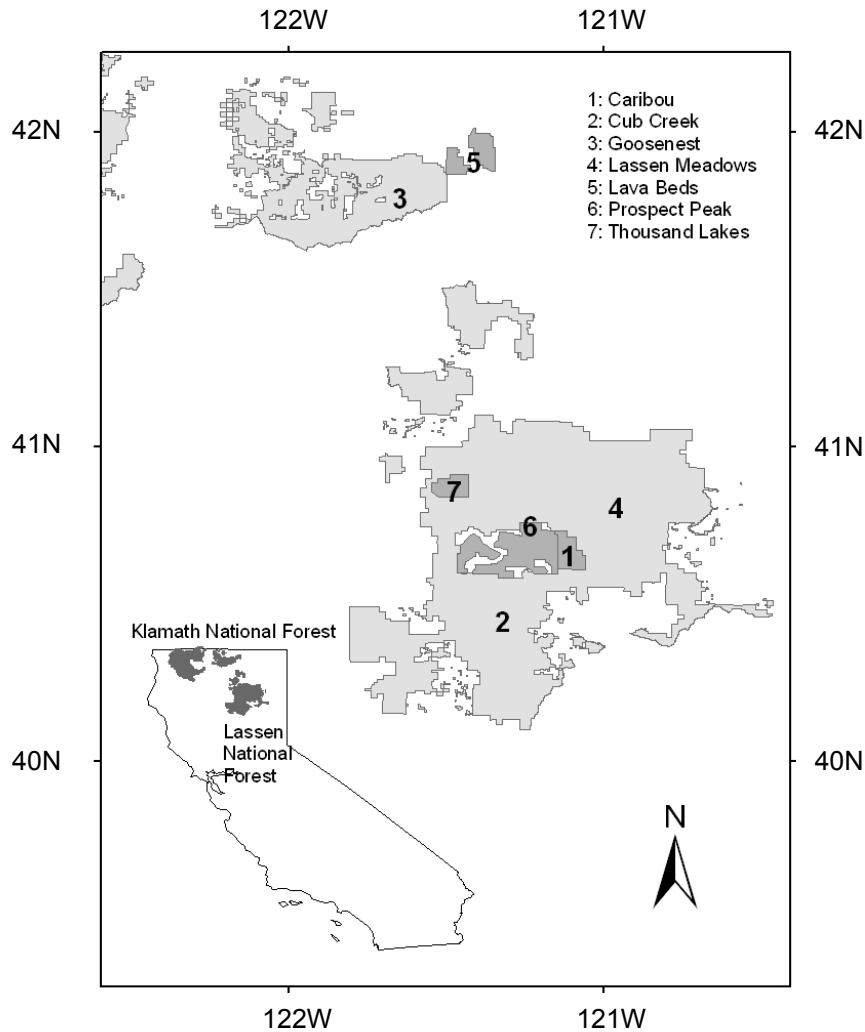 122W 121W
42N 42N
1: Caribou
2: Cub Creek
3: Goosenest
4: Lassen Meadows
5: Lava Beds
6: Prospect Peak
7: Thousand Lakes
5
3
41N 41N
7
4
6
1
2
Klamath National Forest
Lassen
National
Forest
40N 40N
N
122W 121W